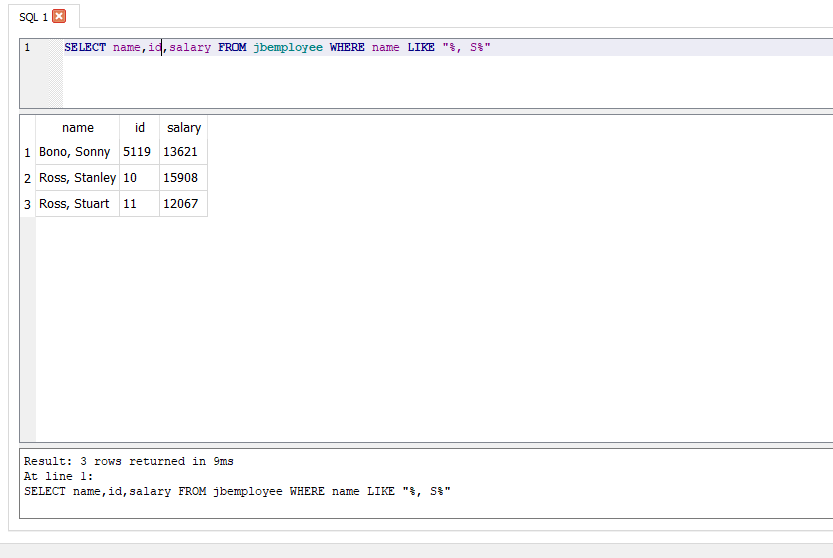 SQL 1
1 SELECT name,id,salary FROM jbemployee WHERE name LIKE "%, S%"
name id salary
1 Bono, Sonny 5119 13621
2 Ross, Stanley 10 15908
3 Ross, Stuart 11 12067
Result: 3 rows returned in 9ms
At line 1:
SELECT name,id,salary FROM jbemployee WHERE name LIKE "%, S%"